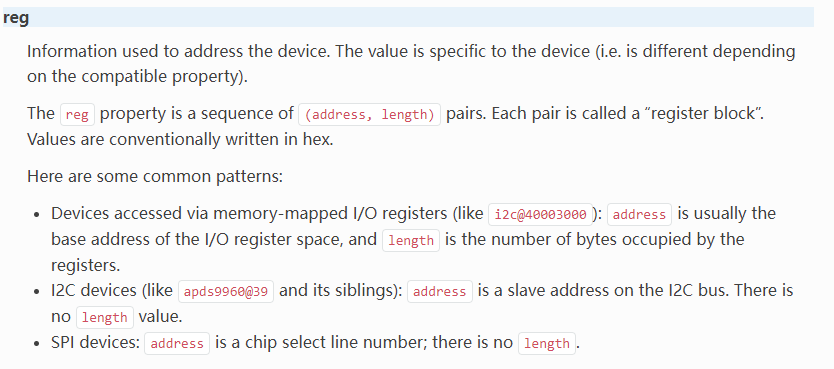 reg
Information used to address the device. The value is specific to the device (i.e. is different depending
on the compatible property).
The reg property is a sequence of (address, length) pairs. Each pair is called a “register block”.
Values are conventionally written in hex.
Here are some common patterns:
• Devices accessed via memory-mapped I/O registers (like i2c@40003000): address is usually the
base address of the I/O register space, and length is the number of bytes occupied by the
registers.
• I2C devices (like apds9960@39 and its siblings): address is a slave address on the I2C bus. There is
no length value.
• SPI devices: address is a chip select line number; there is no length.